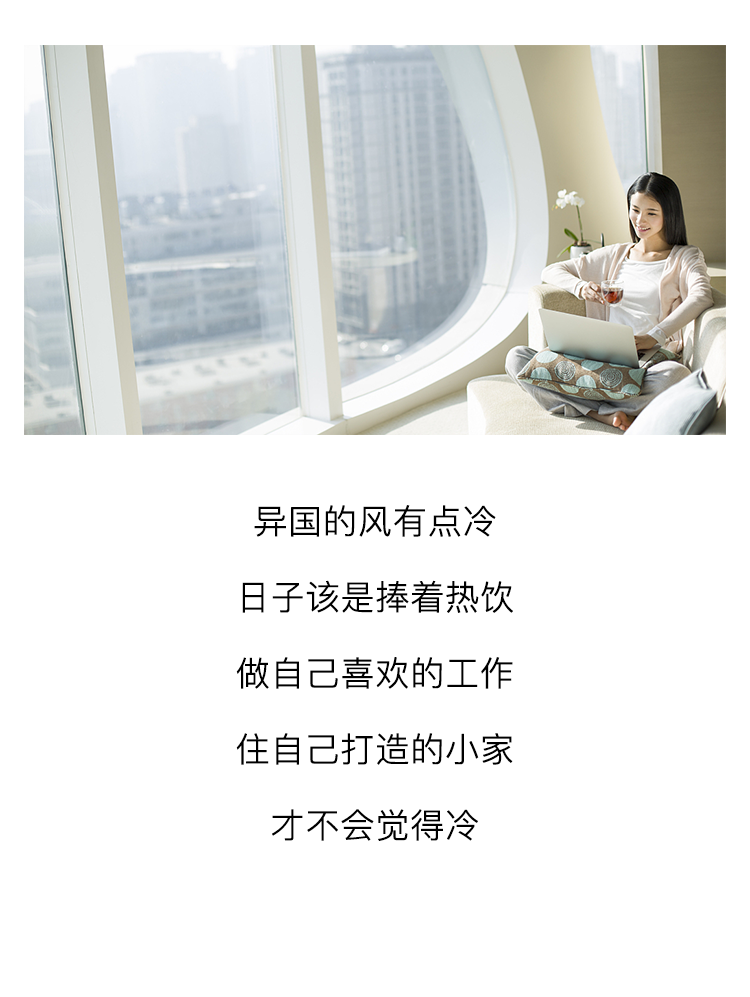 异国的风有点冷
日子该是捧着热饮
做自己喜欢的工作
住自己打造的小家
才不会觉得冷